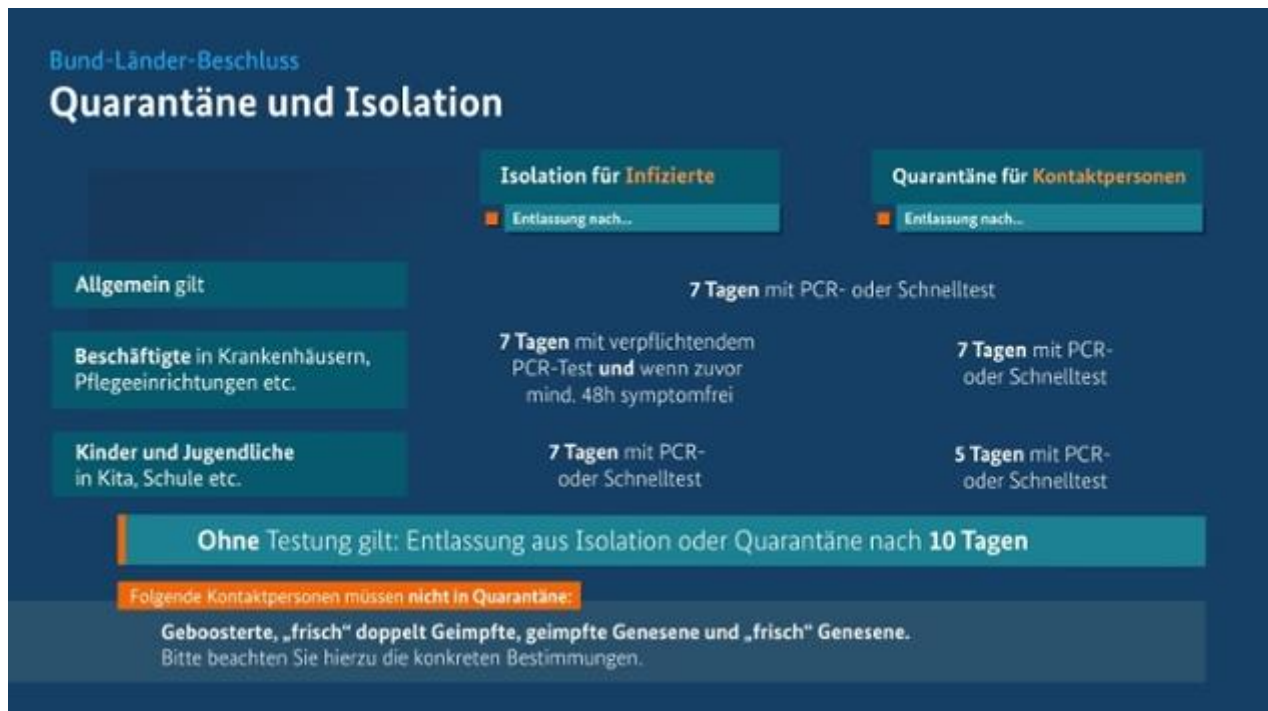 Bund-Länder-Beschluss
Quarantäne und Isolation
Isolation für Infizierte
Entlassung nach...
Quarantäne für Kontaktpersonen
Entlassung nach...
Allgemein gilt
7 Tagen mit PCR- oder Schnelltest
Beschäftigte in Krankenhäusern,
Pflegeeinrichtungen etc.
7 Tagen mit verpflichtendem
PCR-Test und wenn zuvor
mind. 48h symptomfrei
7 Tagen mit PCR-
oder Schnelltest
Kinder und Jugendliche
in Kita, Schule etc.
7 Tagen mit PCR-
oder Schnelltest
5 Tagen mit PCR-
oder Schnelltest
Ohne Testung gilt: Entlassung aus Isolation oder Quarantäne nach 10 Tagen
Folgende Kontaktpersonen müssen nicht in Quarantäne:
Geboosterte, „frisch“ doppelt Geimpfte, geimpfte Genesene und „frisch“ Genesene.
Bitte beachten Sie hierzu die konkreten Bestimmungen.